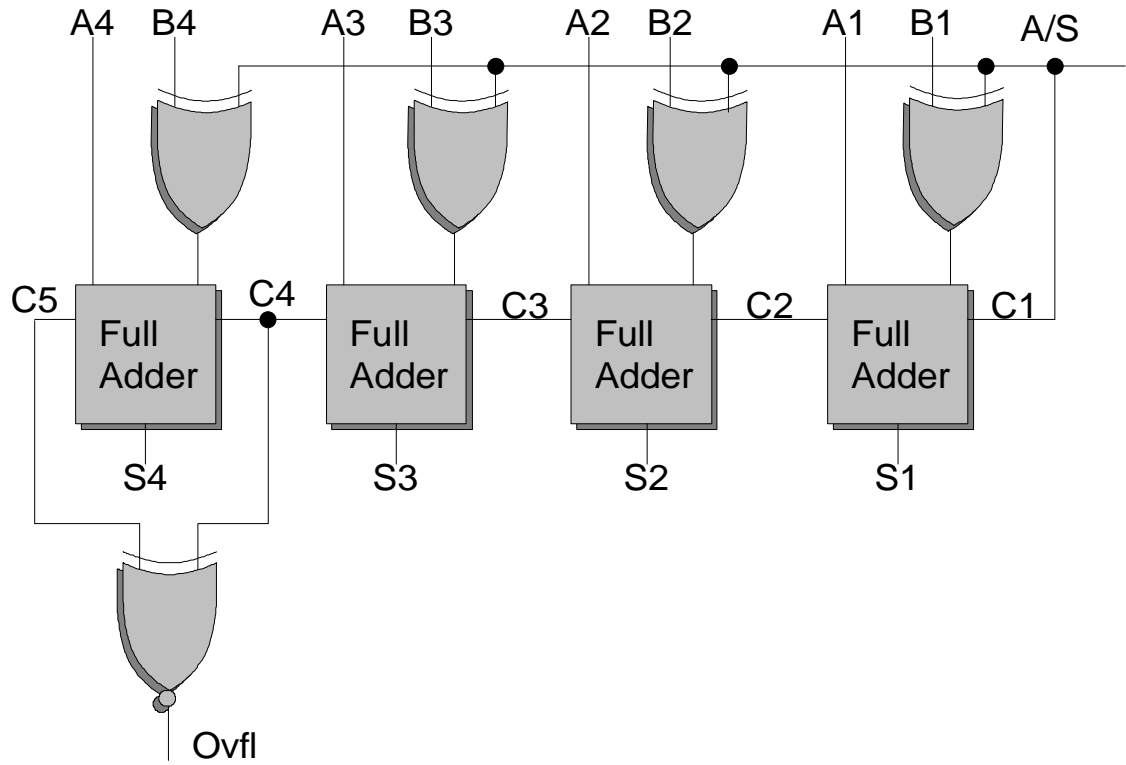 A4 B4 A3 B3 A2 B2 A1 B1 A/S
C5 C4 C3 C2 C1
Full Full Full Full
Adder Adder Adder Adder
S4 S3 S2 S1
Ovfl